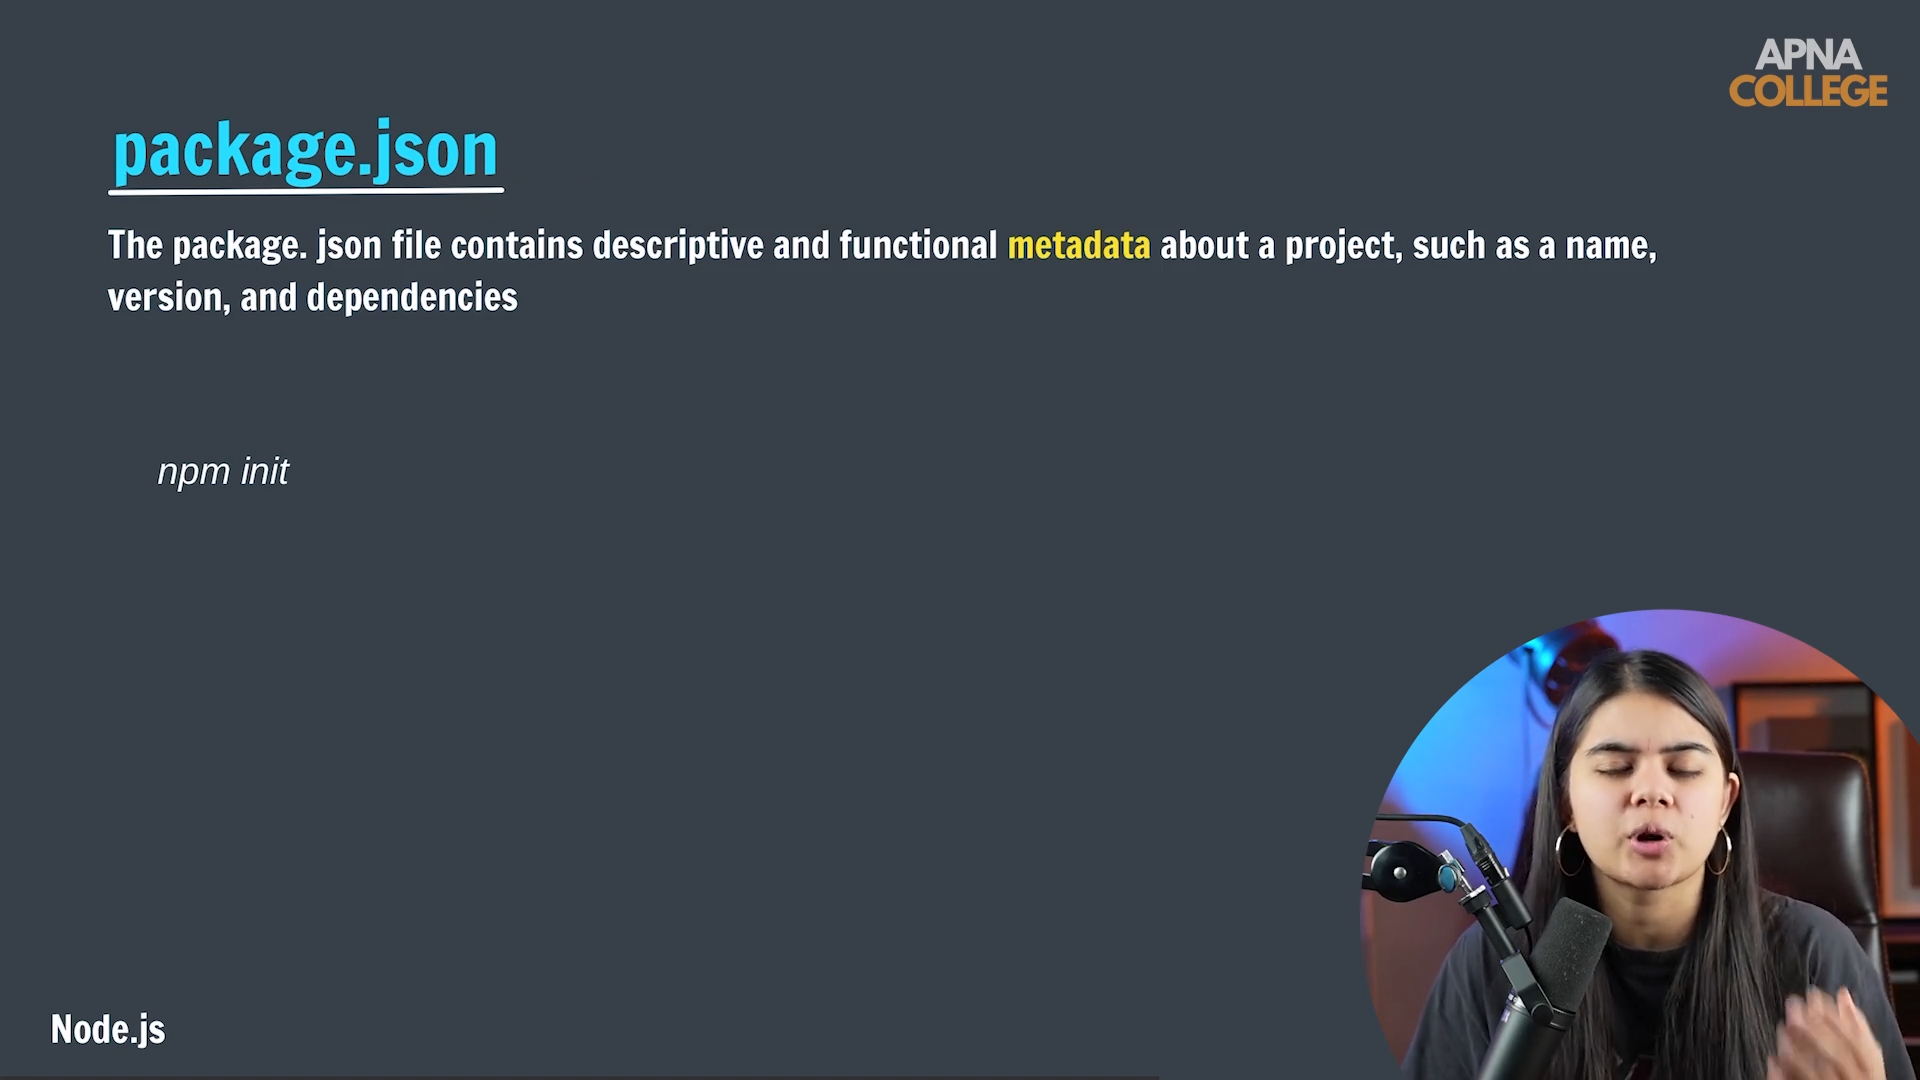 APNA
COLLEGE
package.json
The package. json file contains descriptive and functional metadata about a project, such as a name,
version, and dependencies
npm init
Node.js